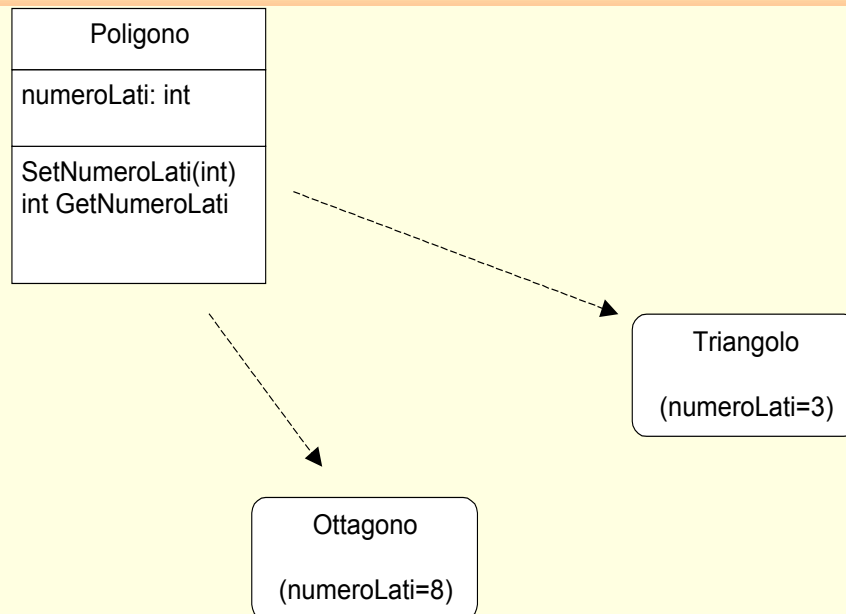 Poligono
numeroLati: int
SetNumeroLati(int)
int GetNumeroLati
Triangolo
(numeroLati=3)
Ottagono
(numeroLati=8)